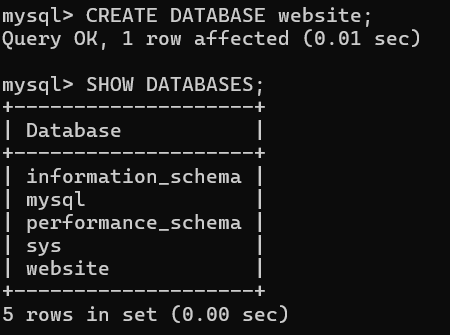 mysql> CREATE DATABASE website;
Query OK, 1 row affected (0.01 sec)

mysql> SHOW DATABASES;
+--------------------+
| Database           |
+--------------------+
| information_schema |
| mysql              |
| performance_schema |
| sys                |
| website            |
+--------------------+
5 rows in set (0.00 sec)